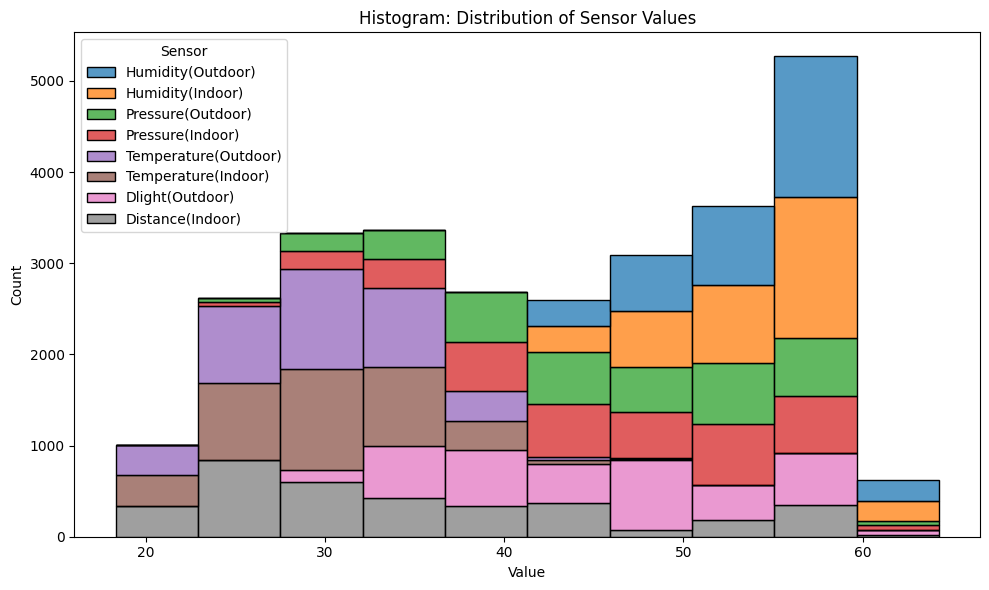 Histogram: Distribution of Sensor Values
Sensor
Humidity(Outdoor)
Humidity(Indoor)
Pressure(Outdoor)
Pressure(Indoor)
Temperature(Outdoor)
Temperature(Indoor)
Dlight(Outdoor)
Distance(Indoor)
Count
5000
4000
3000
2000
1000
0
20
30
40
50
60
Value